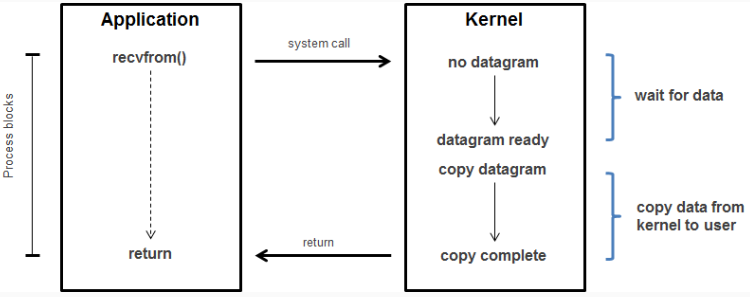 Application
Kernel
recvfrom()
system call
no datagram
wait for data
Process blocks
datagram ready
copy datagram
copy data from
kernel to user
return
return
copy complete